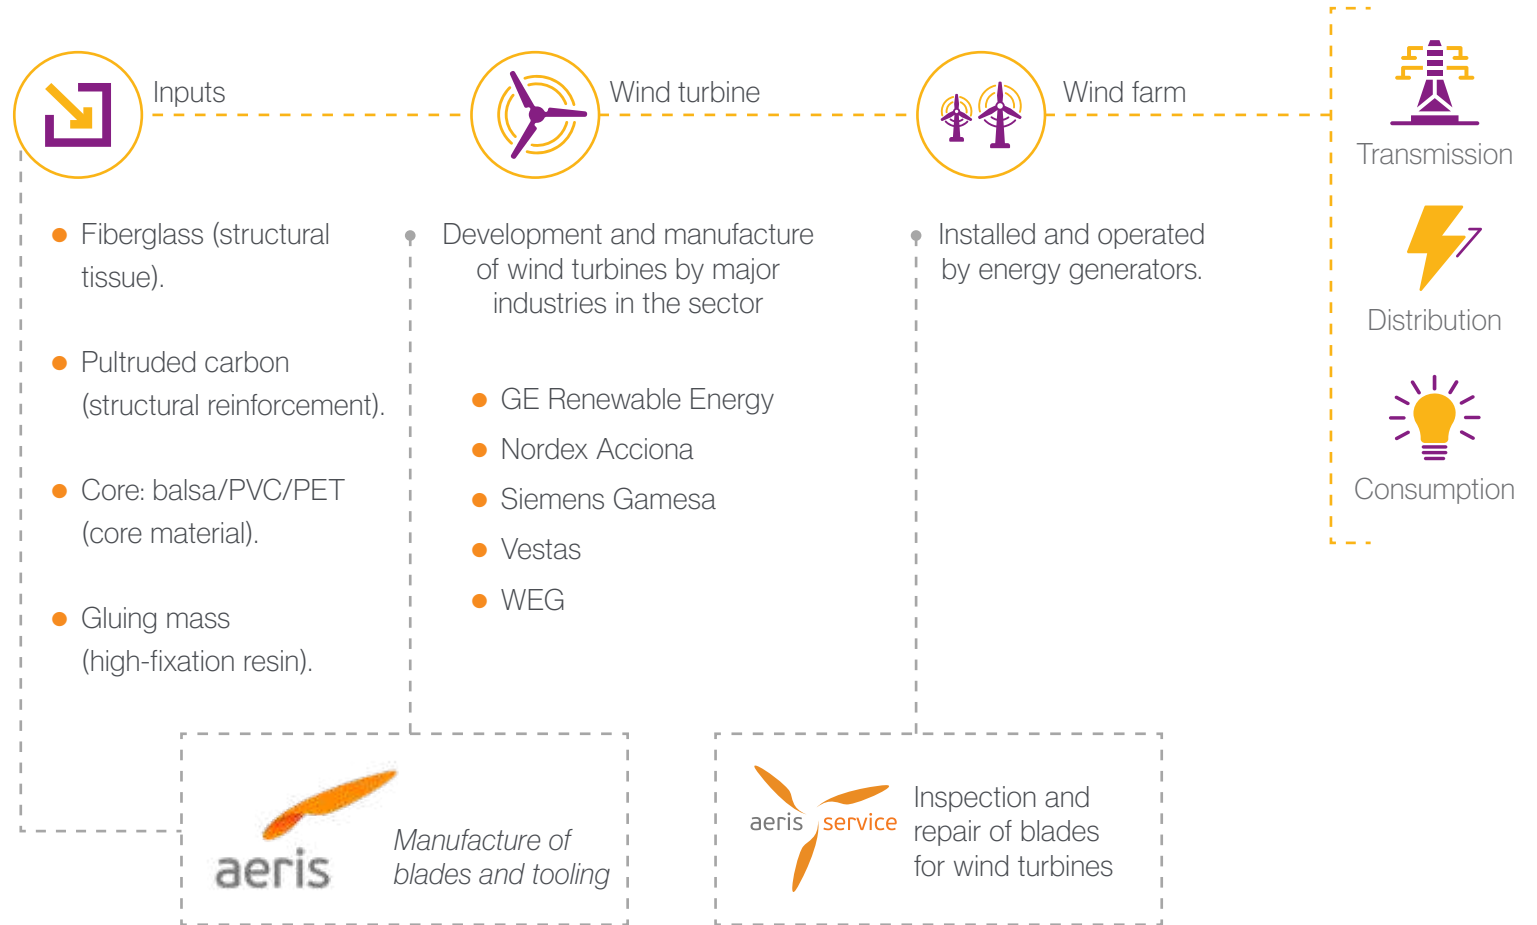 Inputs
Wind turbine
Wind farm
Transmission
Distribution
Consumption
Fiberglass (structural
tissue).
Pultruded carbon
(structural reinforcement).
Core: balsa/PVC/PET
(core material).
Gluing mass
(high-fixation resin).
Development and manufacture
of wind turbines by major
industries in the sector
GE Renewable Energy
Nordex Acciona
Siemens Gamesa
Vestas
WEG
Installed and operated
by energy generators.
aeris
Manufacture of
blades and tooling
aeris service
Inspection and
repair of blades
for wind turbines